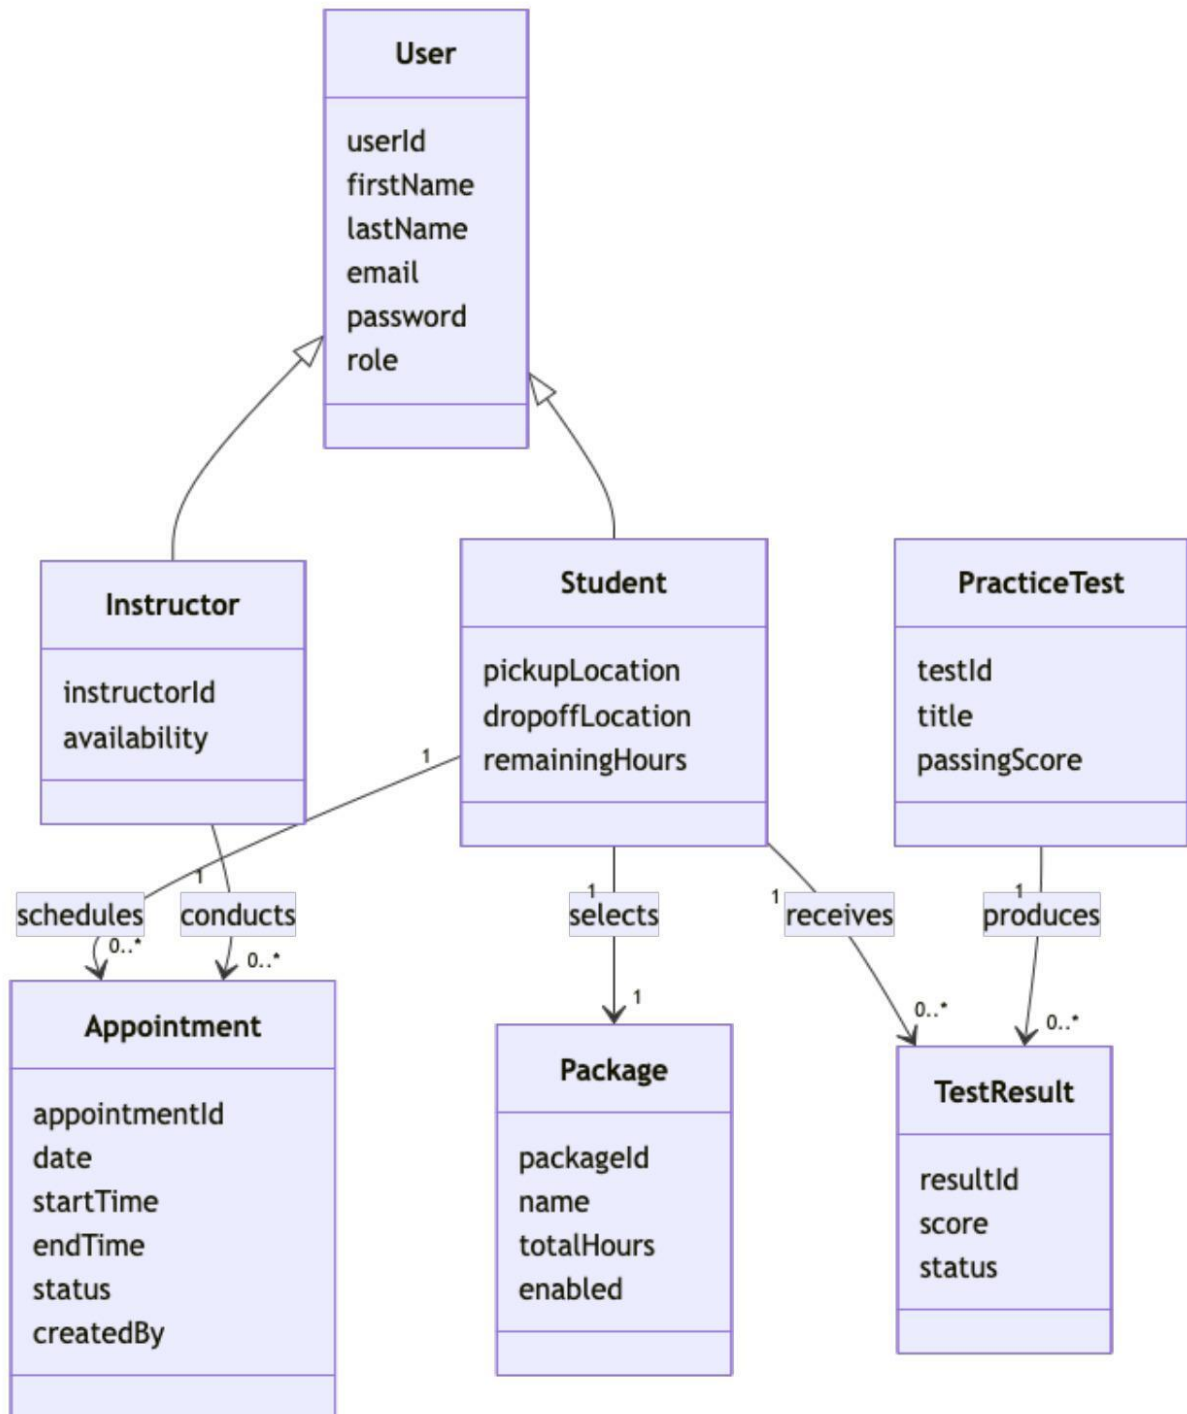 User
userId
firstName
lastName
email
password
role
Instructor
instructorId
availability
Student
pickupLocation
dropoffLocation
remainingHours
PracticeTest
testId
title
passingScore
1
1
schedules
0..*
conducts
0..*
1
selects
1
1
receives
0..*
1
produces
0..*
Appointment
appointmentId
date
startTime
endTime
status
createdBy
Package
packageId
name
totalHours
enabled
TestResult
resultId
score
status